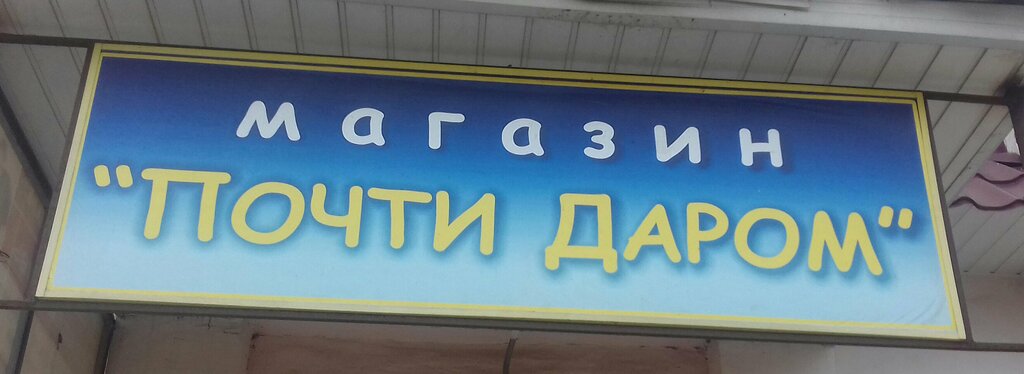 магазин
"Почти Даром"